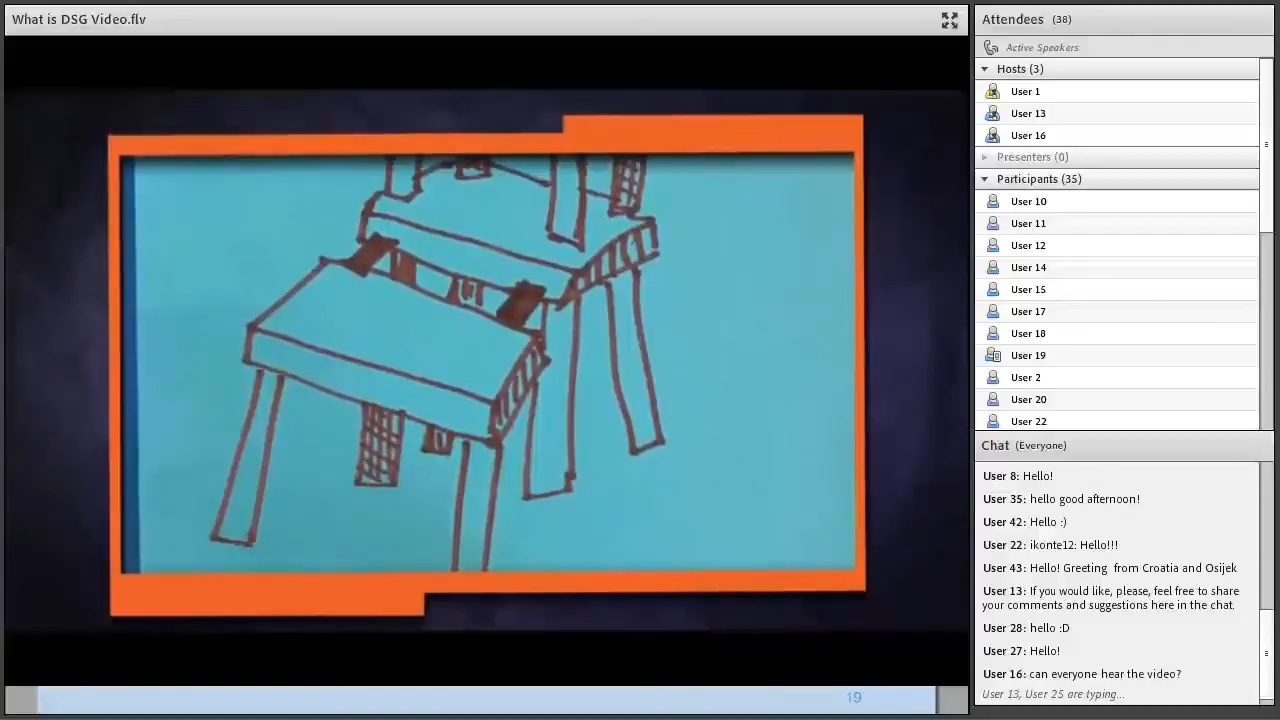 What is DSG Video.flv
19
Attendees (38)
Active Speakers
Hosts (3)
User 1
User 13
User 16
Presenters (0)
Participants (35)
User 10
User 11
User 12
User 14
User 15
User 17
User 18
User 19
User 2
User 20
User 22
Chat (Everyone)
User 8: Hello!
User 35: hello good afternoon!
User 42: Hello :)
User 22: ikonte12: Hello!!!
User 43: Hello! Greeting from Croatia and Osijek
User 13: If you would like, please, feel free to share
your comments and suggestions here in the chat.
User 28: hello :D
User 27: Hello!
User 16: can everyone hear the video?
User 13, User 25 are typing...